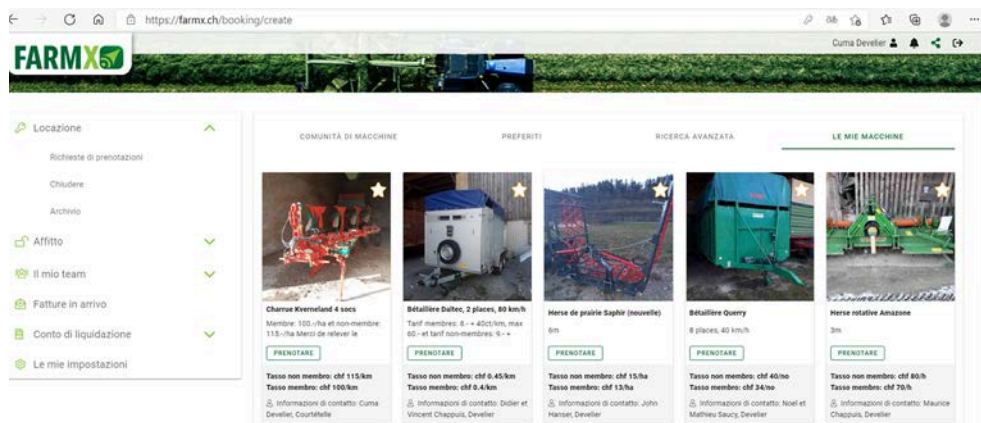 https://farmx.ch/booking/create
FARMX
Cuma Develier
Locazione
Richieste di prenotazioni
Chiudere
Archivio
Affitto
Il mio team
Fatture in arrivo
Conto di liquidazione
Le mie impostazioni
COMUNITÀ DI MACCHINE
PREFERITI
RICERCA AVANZATA
LE MIE MACCHINE
Charrue Kverneland 4 socs
Membre: 100.-/ha et non-membre:
115.-/ha Merci de relever le
PRENOTARE
Tasso non membro: chf 115/km
Tasso membro: chf 100/km
Informazioni di contatto: Cuma
Develier, Courtételle
Bétaillère Daltec, 2 places, 80 km/h
Tarif membres: 8.- + 40ct/km, max
60.- et tarif non-membres: 9.- +
PRENOTARE
Tasso non membro: chf 0.45/km
Tasso membro: chf 0.4/km
Informazioni di contatto: Didier et
Vincent Chappuis, Develier
Herse de prairie Saphir (nouvelle)
6m
PRENOTARE
Tasso non membro: chf 15/ha
Tasso membro: chf 13/ha
Informazioni di contatto: John
Hanser, Develier
Bétaillère Querry
8 places, 40 km/h
PRENOTARE
Tasso non membro: chf 40/no
Tasso membro: chf 34/no
Informazioni di contatto: Noel et
Mathieu Saucy, Develier
Herse rotative Amazone
3m
PRENOTARE
Tasso non membro: chf 80/h
Tasso membro: chf 70/h
Informazioni di contatto: Maurice
Chappuis, Develier